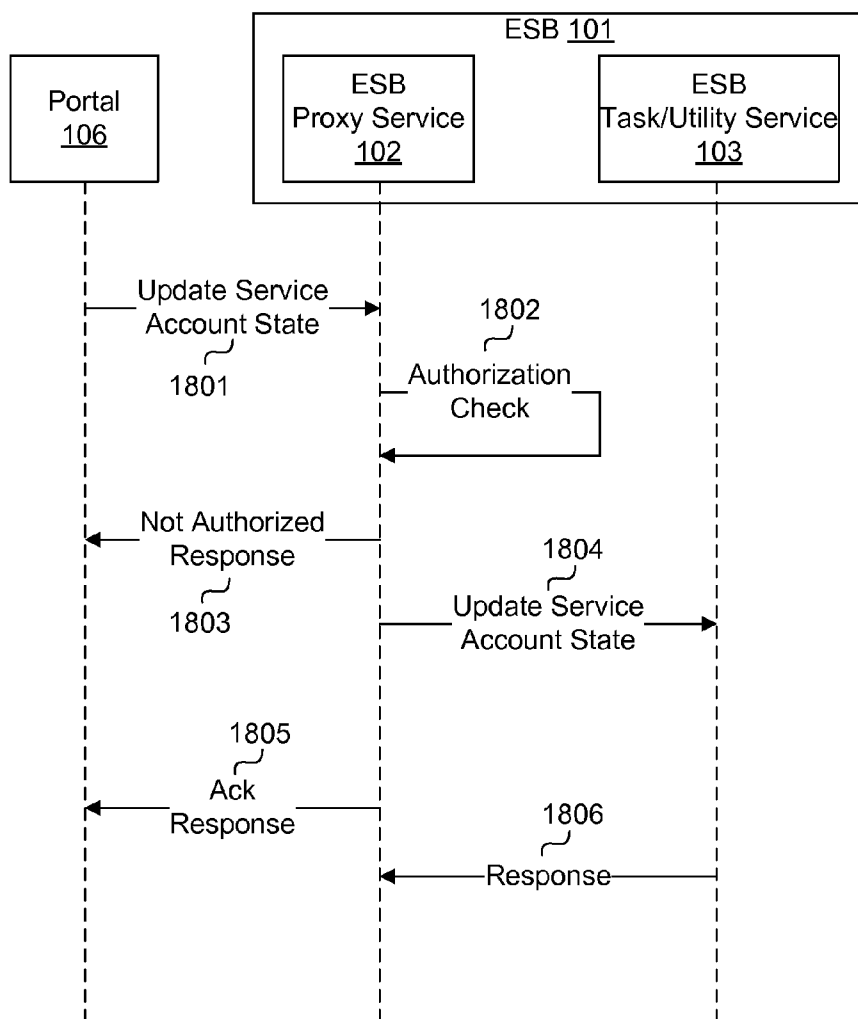 ESB 101
Portal
106
ESB
Proxy Service
102
ESB
Task/Utility Service
103
Update Service
Account State
1801
1802
Authorization
Check
Not Authorized
Response
1803
1804
Update Service
Account State
1805
Ack
Response
1806
Response